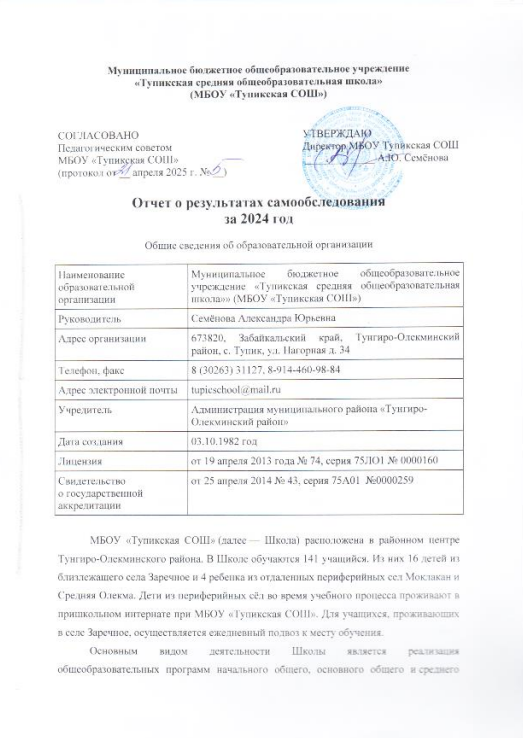 Муниципальное бюджетное общеобразовательное учреждение
«Тупикская средняя общеобразовательная школа»
(МБОУ «Тупикская СОШ»)
СОГЛАСОВАНО
Педагогическим советом
МБОУ «Тупикская СОШ»
(протокол от апреля 2025 г. № )
УТВЕРЖДАЮ
Директор МБОУ Тупикская СОШ
А.Ю. Семёнова
Отчет о результатах самообследования
за 2024 год
Общие сведения об образовательной организации
Наименование
образовательной
организации
Муниципальное бюджетное общеобразовательное
учреждение «Тупикская средняя общеобразовательная
школа»» (МБОУ «Тупикская СОШ»)
Руководитель
Семёнова Александра Юрьевна
Адрес организации
673820, Забайкальский край, Тунгиро-Олекминский
район, с. Тупик, ул. Нагорная д. 34
Телефон, факс
8 (30263) 31127, 8-914-460-98-84
Адрес электронной почты
tupicschool@mail.ru
Учредитель
Администрация муниципального района «Тунгиро-
Олекминский район»
Дата создания
03.10.1982 год
Лицензия
от 19 апреля 2013 года № 74, серия 75ЛО1 № 0000160
Свидетельство
о государственной
аккредитации
от 25 апреля 2014 № 43, серия 75А01 №0000259
МБОУ «Тупикская СОШ» (далее — Школа) расположена в районном центре
Тунгиро-Олекминского района. В Школе обучаются 141 учащийся. Из них 16 детей из
близлежащего села Заречное и 4 ребенка из отдаленных периферийных сел Моклакан и
Средняя Олекма. Дети из периферийных сёл во время учебного процесса проживают в
пришкольном интернате при МБОУ «Тупикская СОШ». Для учащихся, проживающих
в селе Заречное, осуществляется ежедневный подвоз к месту обучения.
Основным видом деятельности Школы является реализация
общеобразовательных программ начального общего, основного общего и среднего